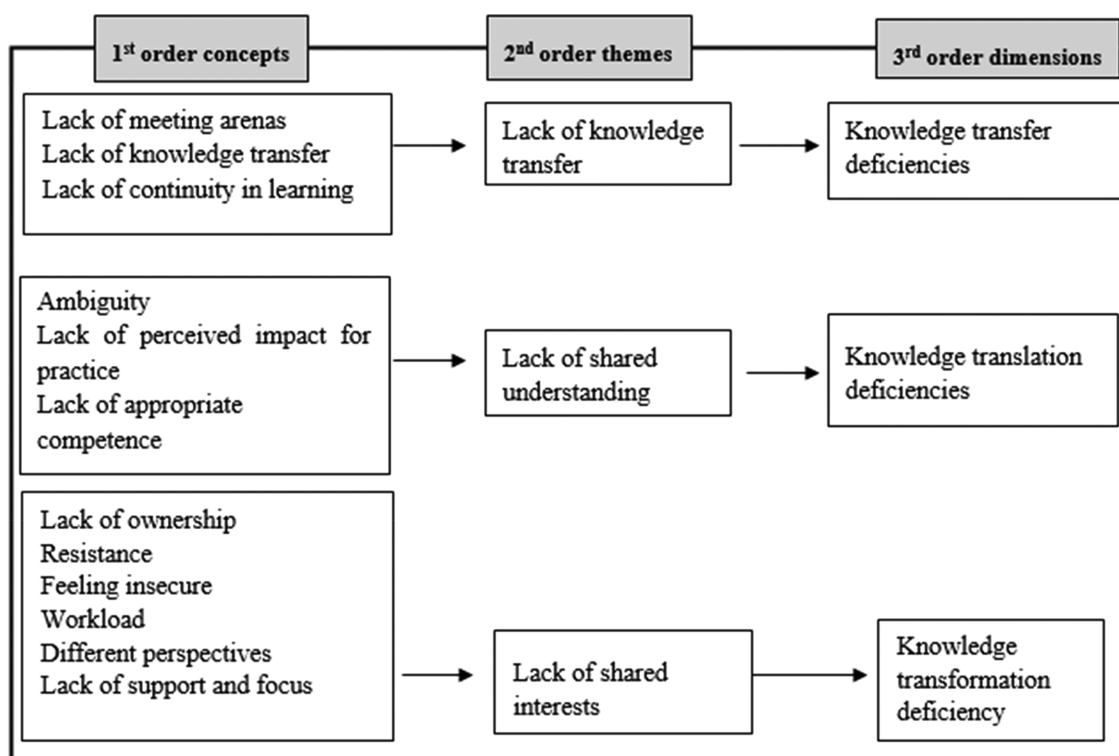 1st order concepts
2nd order themes
3rd order dimensions
Lack of meeting arenas
Lack of knowledge transfer
Lack of continuity in learning
Lack of knowledge
transfer
Knowledge transfer
deficiencies
Ambiguity
Lack of perceived impact for
practice
Lack of appropriate
competence
Lack of shared
understanding
Knowledge translation
deficiencies
Lack of ownership
Resistance
Feeling insecure
Workload
Different perspectives
Lack of support and focus
Lack of shared
interests
Knowledge
transformation
deficiency